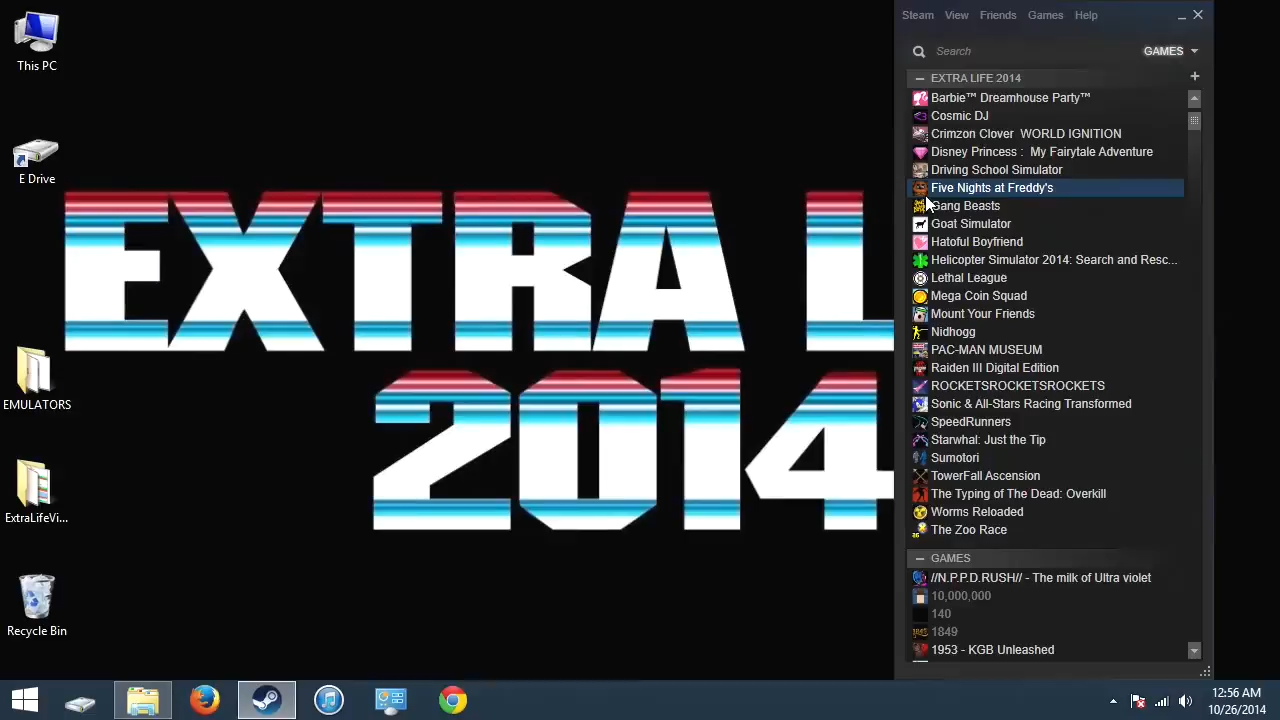 This PC
E Drive
EMULATORS
ExtraLifeVi...
Recycle Bin
EXTRA L
2014
Steam View Friends Games Help
Search GAMES
EXTRA LIFE 2014
Barbie™ Dreamhouse Party™
Cosmic DJ
Crimzon Clover WORLD IGNITION
Disney Princess : My Fairytale Adventure
Driving School Simulator
Five Nights at Freddy's
Gang Beasts
Goat Simulator
Hatoful Boyfriend
Helicopter Simulator 2014: Search and Resc...
Lethal League
Mega Coin Squad
Mount Your Friends
Nidhogg
PAC-MAN MUSEUM
Raiden III Digital Edition
ROCKETSROCKETSROCKETS
Sonic & All-Stars Racing Transformed
SpeedRunners
Starwhal: Just the Tip
Sumotori
TowerFall Ascension
The Typing of The Dead: Overkill
Worms Reloaded
The Zoo Race
GAMES
//N.P.P.D.RUSH// - The milk of Ultra violet
10,000,000
140
1849
1953 - KGB Unleashed
12:56 AM
10/26/2014